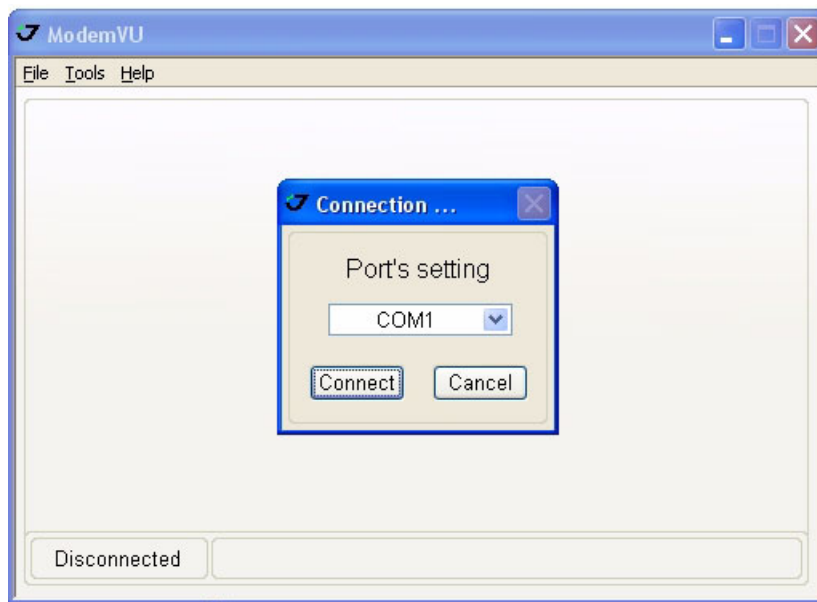 ModemVU
File Tools Help
Connection ...
Port's setting
COM1
Connect Cancel
Disconnected